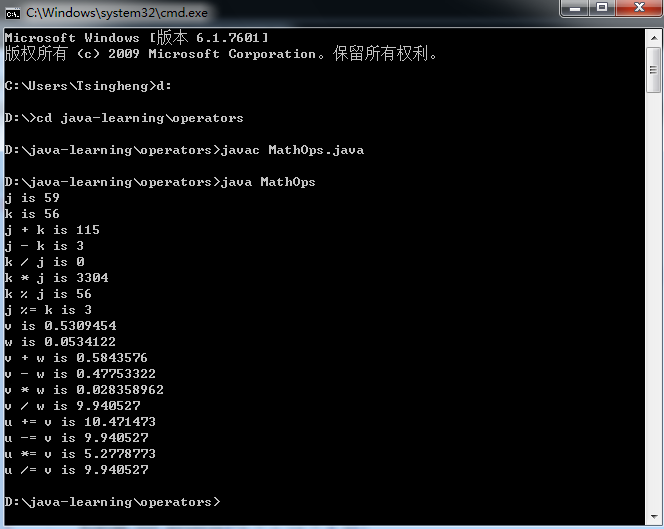 C:\Windows\system32\cmd.exe
Microsoft Windows [版本 6.1.7601]
版权所有 (c) 2009 Microsoft Corporation。保留所有权利。
C:\Users\Tsingheng>d:
D:\>cd java-learning\operators
D:\java-learning\operators>javac MathOps.java
D:\java-learning\operators>java MathOps
j is 59
k is 56
j + k is 115
j - k is 3
k / j is 0
k * j is 3304
k % j is 56
j %= k is 3
v is 0.5309454
w is 0.0534122
v + w is 0.5843576
v - w is 0.47753322
v * w is 0.028358962
v / w is 9.940527
u += v is 10.471473
u -= v is 9.940527
u *= v is 5.2778773
u /= v is 9.940527
D:\java-learning\operators>